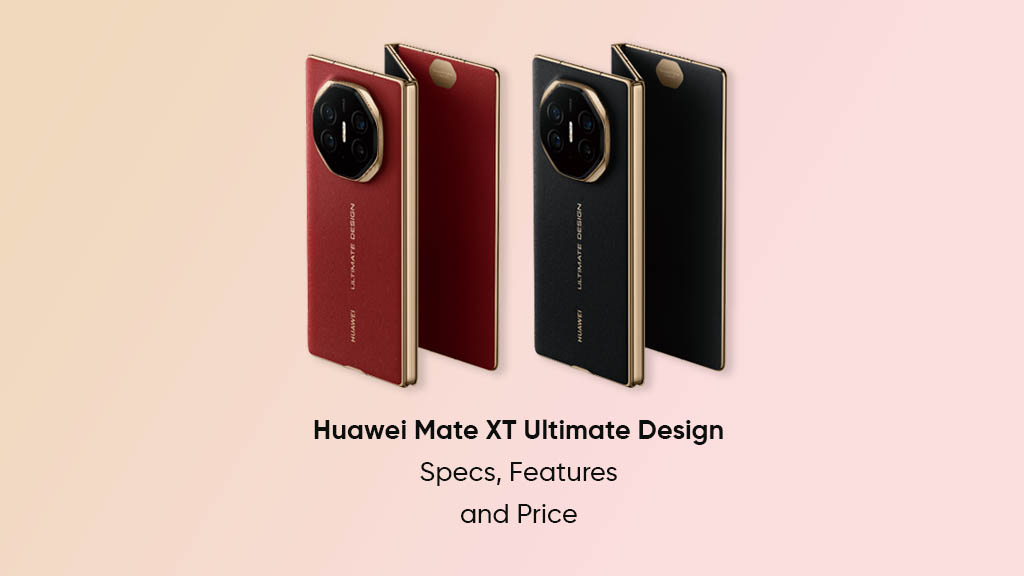 HUAWEI ULTIMATE DESIGN
HUAWEI ULTIMATE DESIGN
Huawei Mate XT Ultimate Design
Specs, Features
and Price